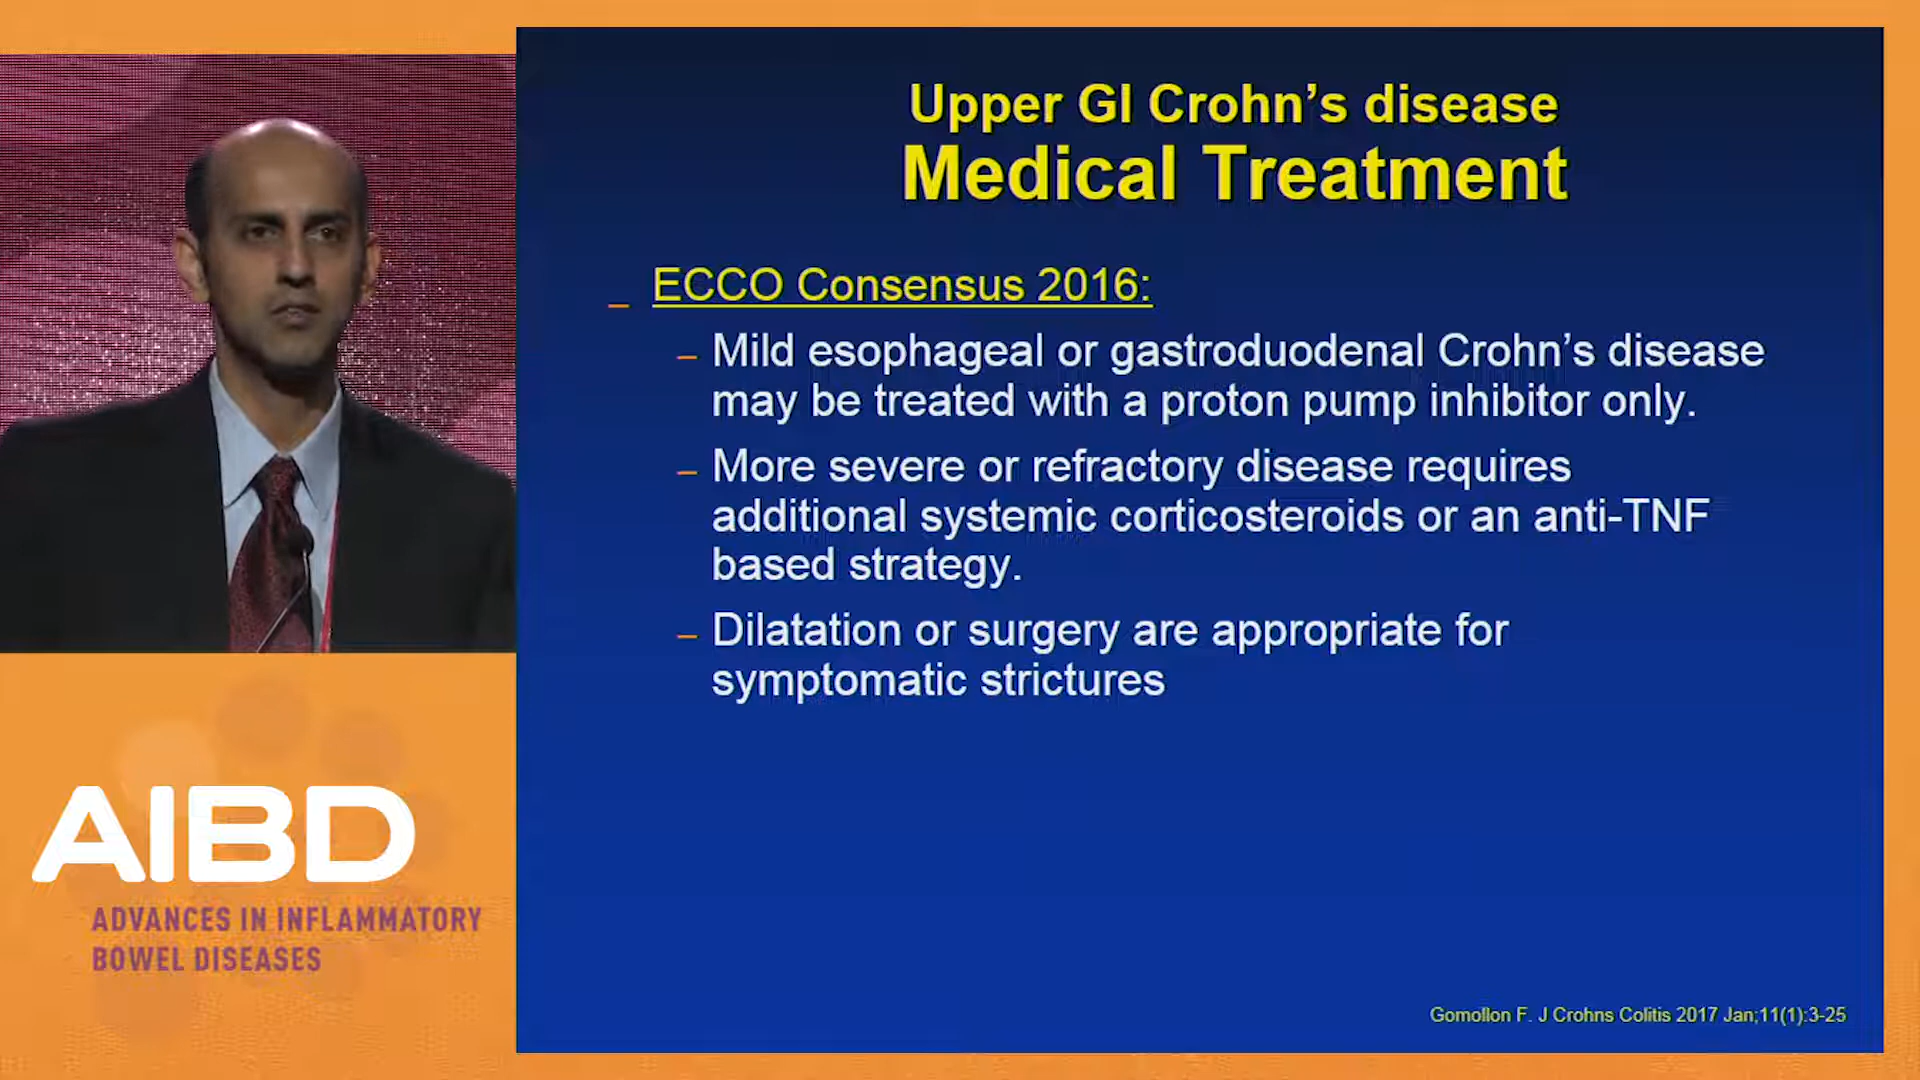 Upper GI Crohn's disease
Medical Treatment
_ ECCO Consensus 2016:
– Mild esophageal or gastroduodenal Crohn's disease
may be treated with a proton pump inhibitor only.
– More severe or refractory disease requires
additional systemic corticosteroids or an anti-TNF
based strategy.
– Dilatation or surgery are appropriate for
symptomatic strictures
Gomollon F. J Crohns Colitis 2017 Jan;11(1):3-25
AIBD
ADVANCES IN INFLAMMATORY
BOWEL DISEASES